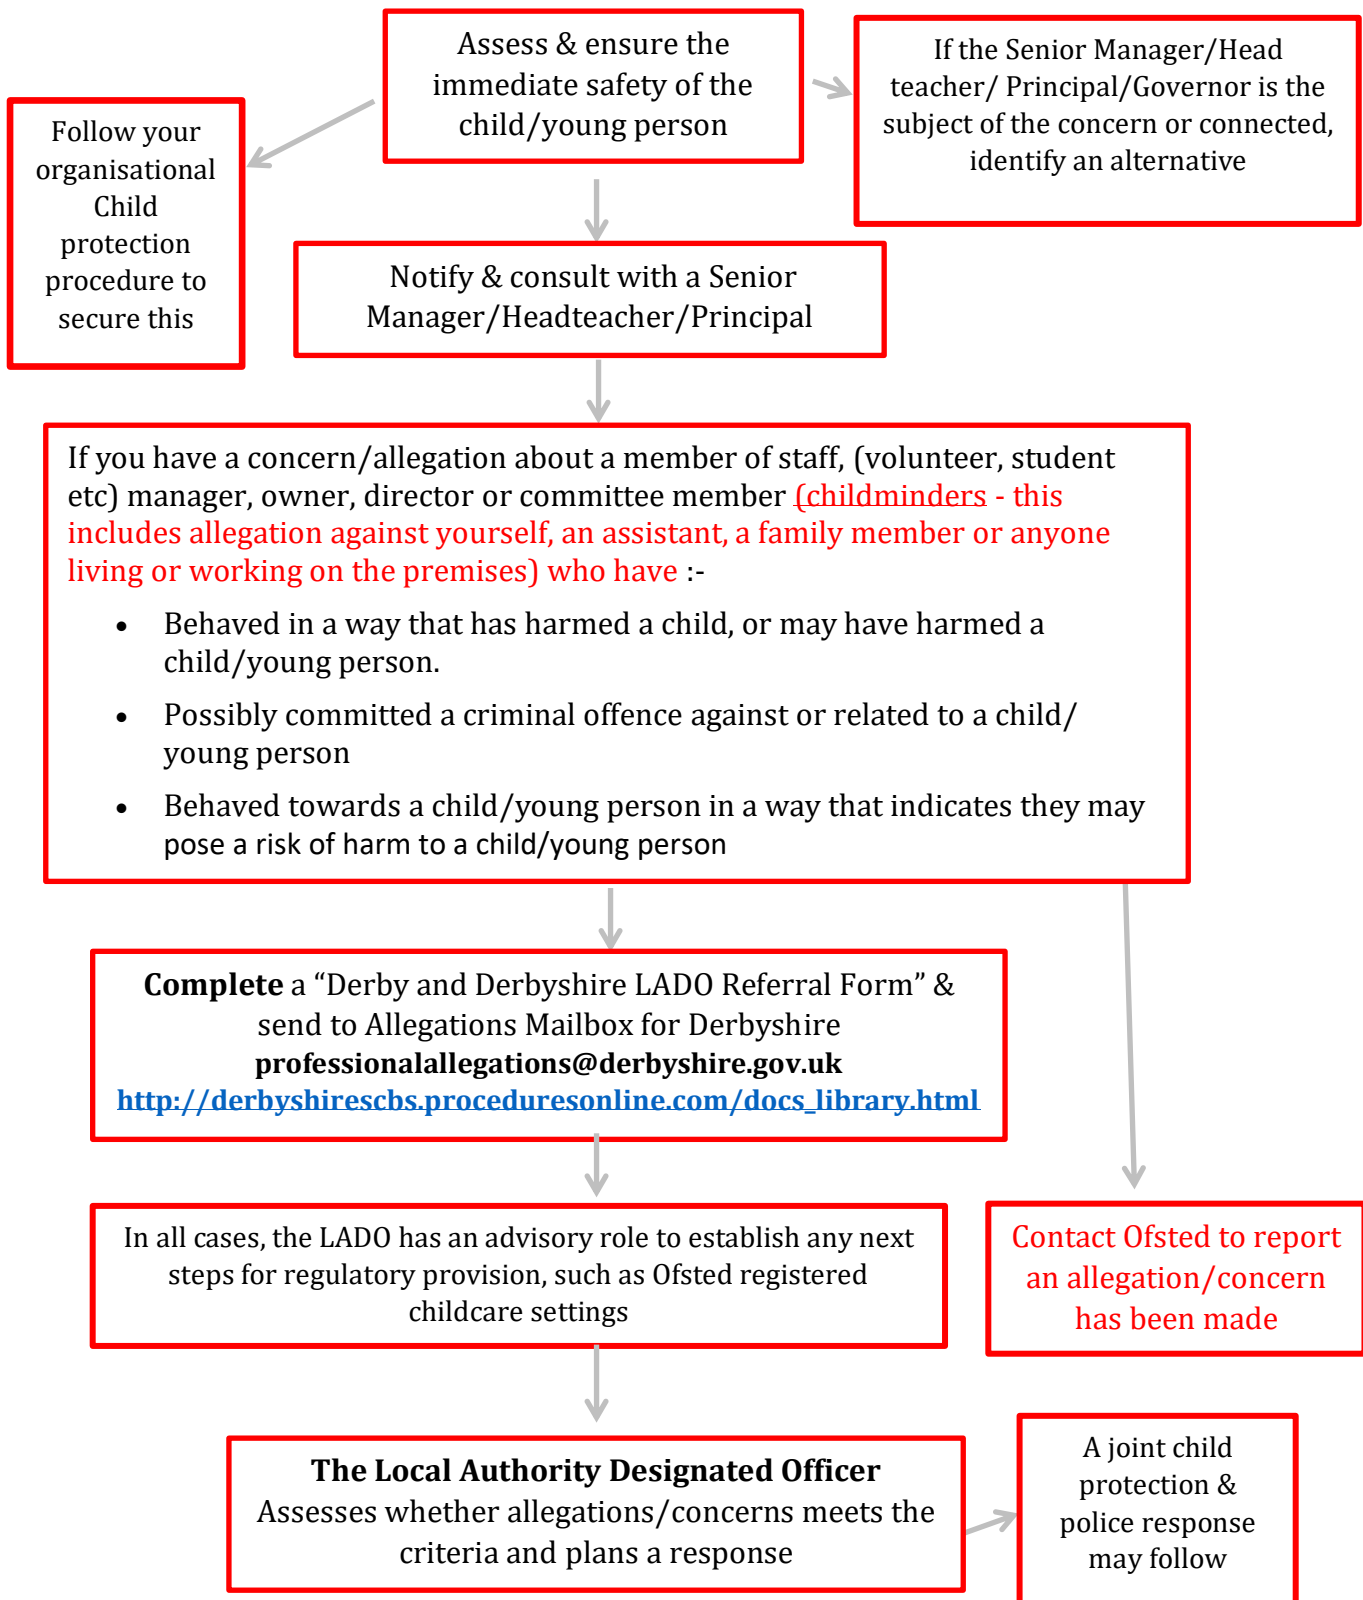 Assess & ensure the
immediate safety of the
child/young person
If the Senior Manager/Head
teacher/ Principal/Governor is the
subject of the concern or connected,
identify an alternative
Follow your
organisational
Child
protection
procedure to
secure this
Notify & consult with a Senior
Manager/Headteacher/Principal
If you have a concern/allegation about a member of staff, (volunteer, student
etc) manager, owner, director or committee member (childminders - this
includes allegation against yourself, an assistant, a family member or anyone
living or working on the premises) who have :-
• Behaved in a way that has harmed a child, or may have harmed a
child/young person.
• Possibly committed a criminal offence against or related to a child/
young person
• Behaved towards a child/young person in a way that indicates they may
pose a risk of harm to a child/young person
Complete a “Derby and Derbyshire LADO Referral Form” &
send to Allegations Mailbox for Derbyshire
professionalallegations@derbyshire.gov.uk
http://derbyshirescbs.proceduresonline.com/docs_library.html
In all cases, the LADO has an advisory role to establish any next
steps for regulatory provision, such as Ofsted registered
childcare settings
Contact Ofsted to report
an allegation/concern
has been made
The Local Authority Designated Officer
Assesses whether allegations/concerns meets the
criteria and plans a response
A joint child
protection &
police response
may follow